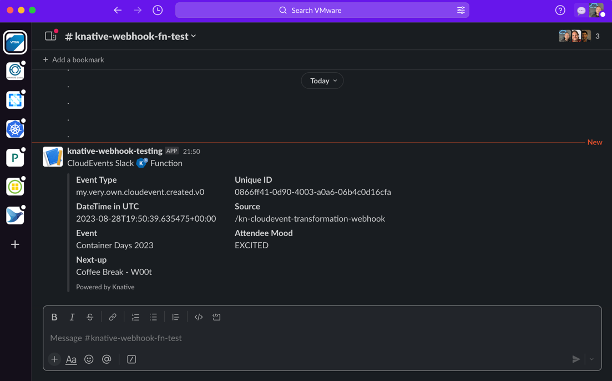 Search VMware
# knative-webhook-fn-test
3
+ Add a bookmark
Today
New
knative-webhook-testing APP 21:50
CloudEvents Slack Function
Event Type
my.very.own.cloudevent.created.v0
Unique ID
0866ff41-0d90-4003-a0a6-06b4c0d16cfa
DateTime in UTC
2023-08-28T19:50:39.635475+00:00
Source
/kn-cloudevent-transformation-webhook
Event
Container Days 2023
Attendee Mood
EXCITED
Next-up
Coffee Break - W00t
Powered by Knative
B I S
Message #knative-webhook-fn-test
+ Aa @